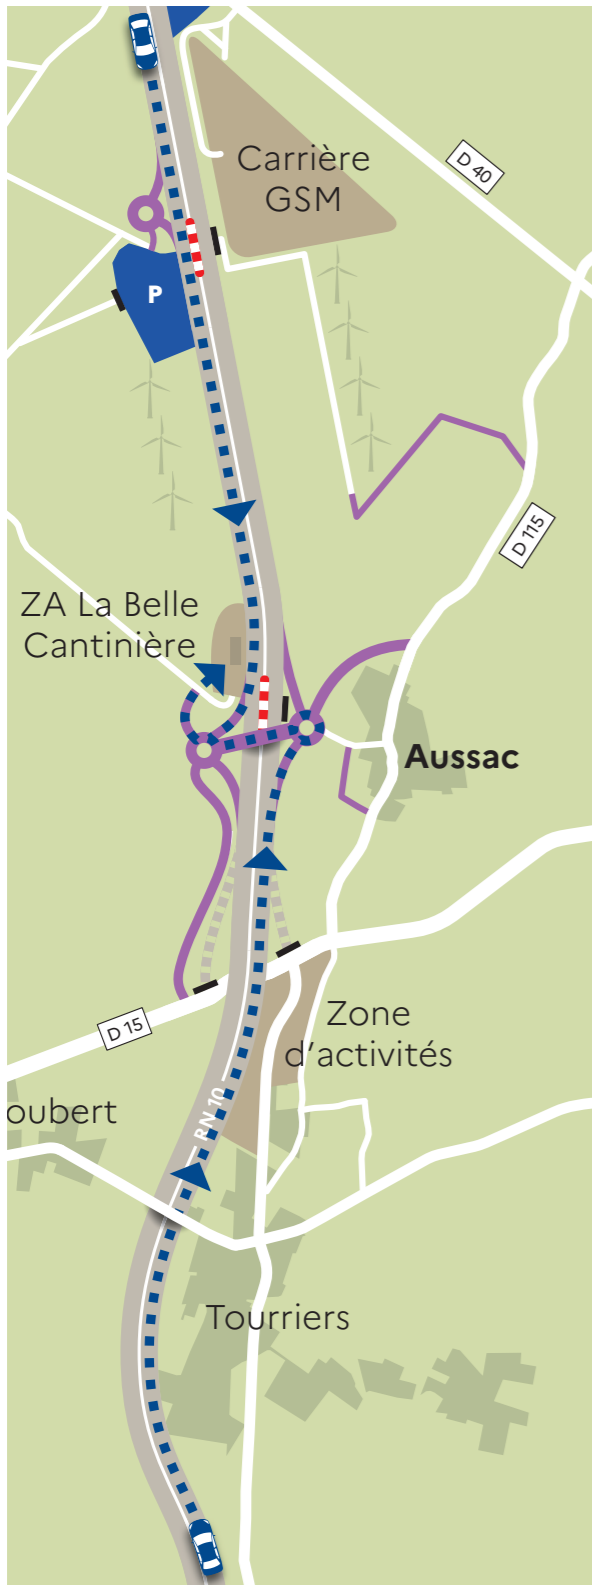 Carrière
GSM
D 40
P
D 115
ZA La Belle
Cantinière
Aussac
Zone
d'activités
D 15
oubert
RN 10
Tourriers